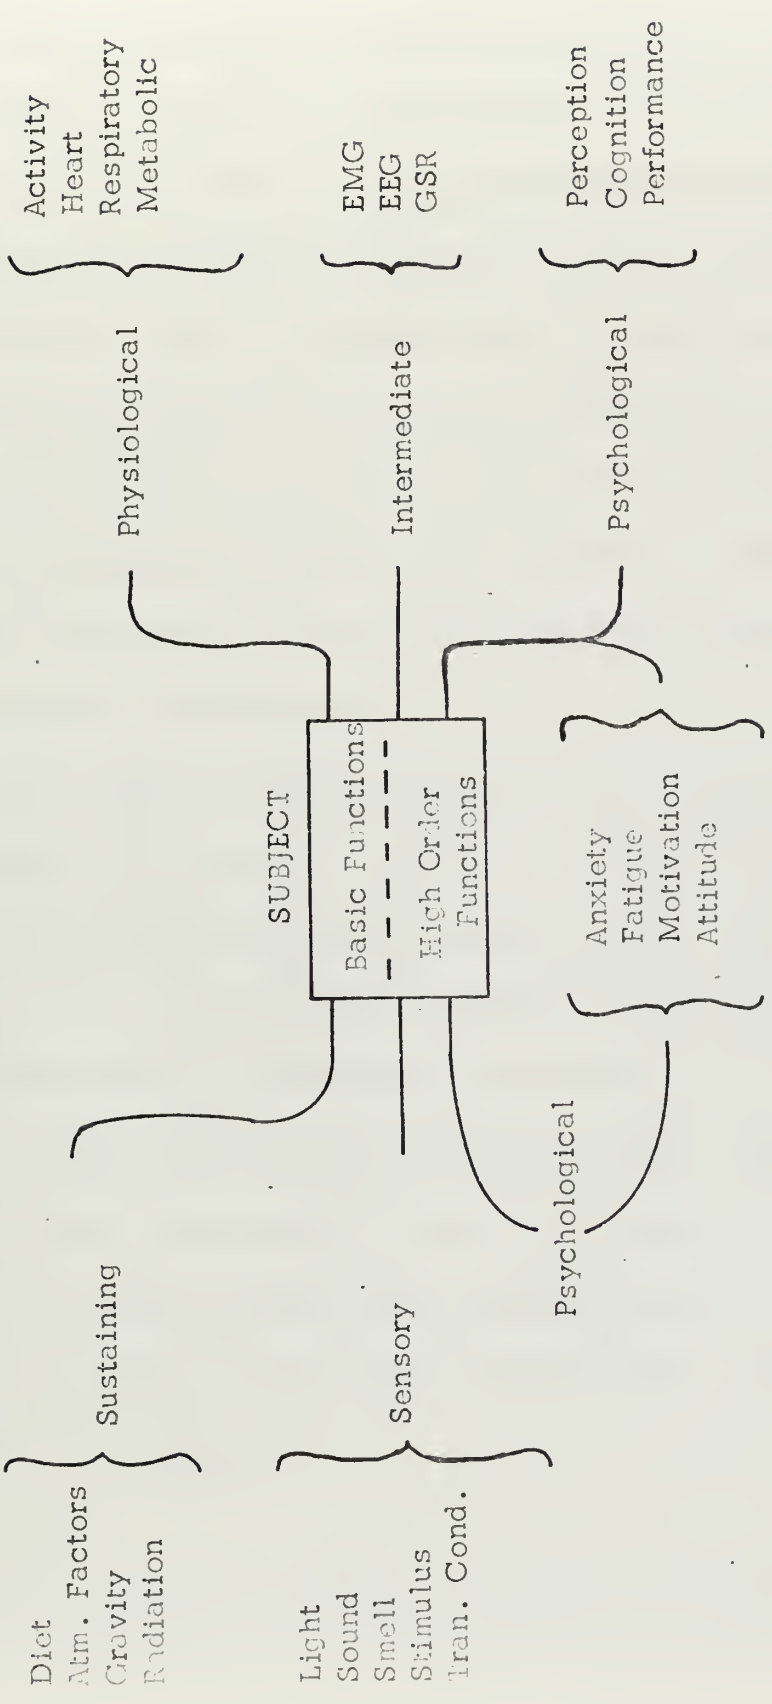 Diet
Atm. Factors
Gravity
Radiation
Sustaining
Light
Sound
Smell
Stimulus
Tran. Cond.
Sensory
Psychological
SUBJECT
Basic Functions
High Order
Functions
Anxiety
Fatigue
Motivation
Attitude
Physiological
Activity
Heart
Respiratory
Metabolic
Intermediate
EMG
EEG
GSR
Psychological
Perception
Cognition
Performance